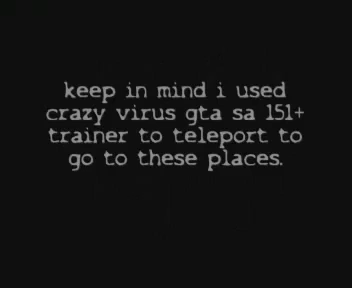 keep in mind i used
crazy virus gta sa 151+
trainer to teleport to
go to these places.